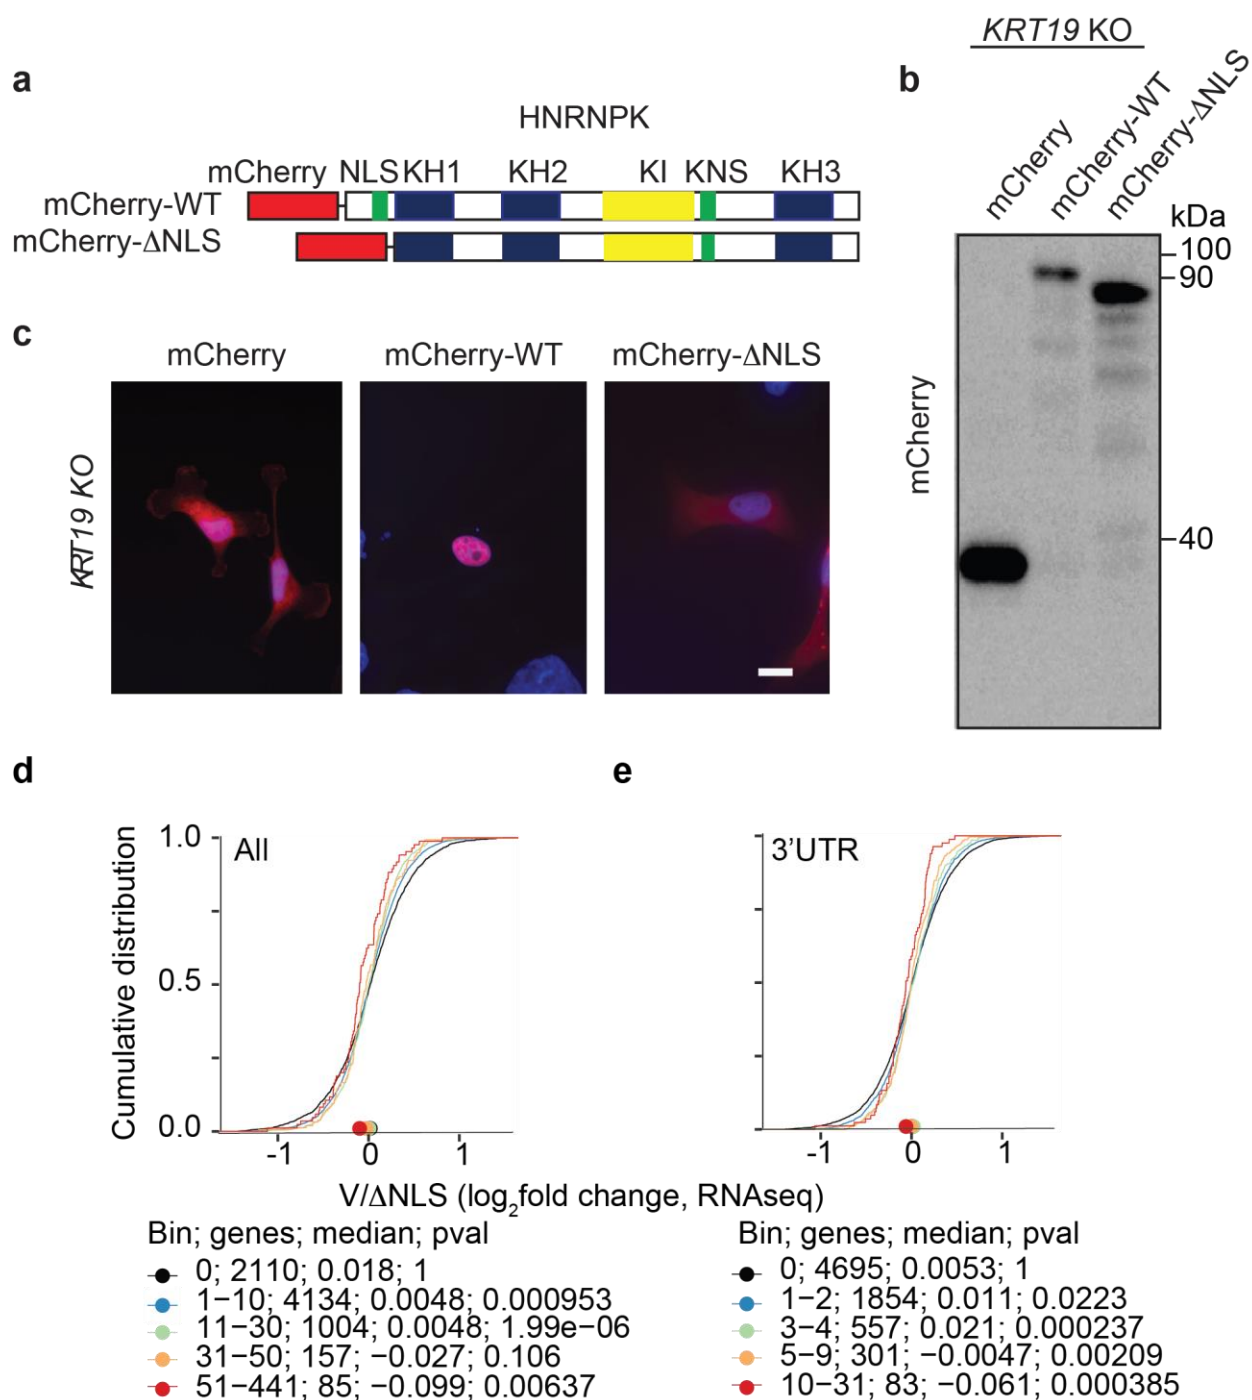 KRT19 KO
a
b
HNRNPK
mCherry
mCherry-WT
mCherry-ΔNLS
mCherry NLS KH1 KH2 KI KNS KH3
mCherry-WT
mCherry-ΔNLS
kDa
100
90
40
mCherry
c
mCherry
mCherry-WT
mCherry-ΔNLS
KRT19 KO
d
e
All
3'UTR
Cumulative distribution
1.0
0.5
0.0
-1 0 1
-1 0 1
V/ΔNLS (log2fold change, RNAseq)
Bin; genes; median; pval
0; 2110; 0.018; 1
1−10; 4134; 0.0048; 0.000953
11−30; 1004; 0.0048; 1.99e−06
31−50; 157; −0.027; 0.106
51−441; 85; −0.099; 0.00637
Bin; genes; median; pval
0; 4695; 0.0053; 1
1−2; 1854; 0.011; 0.0223
3−4; 557; 0.021; 0.000237
5−9; 301; −0.0047; 0.00209
10−31; 83; −0.061; 0.000385